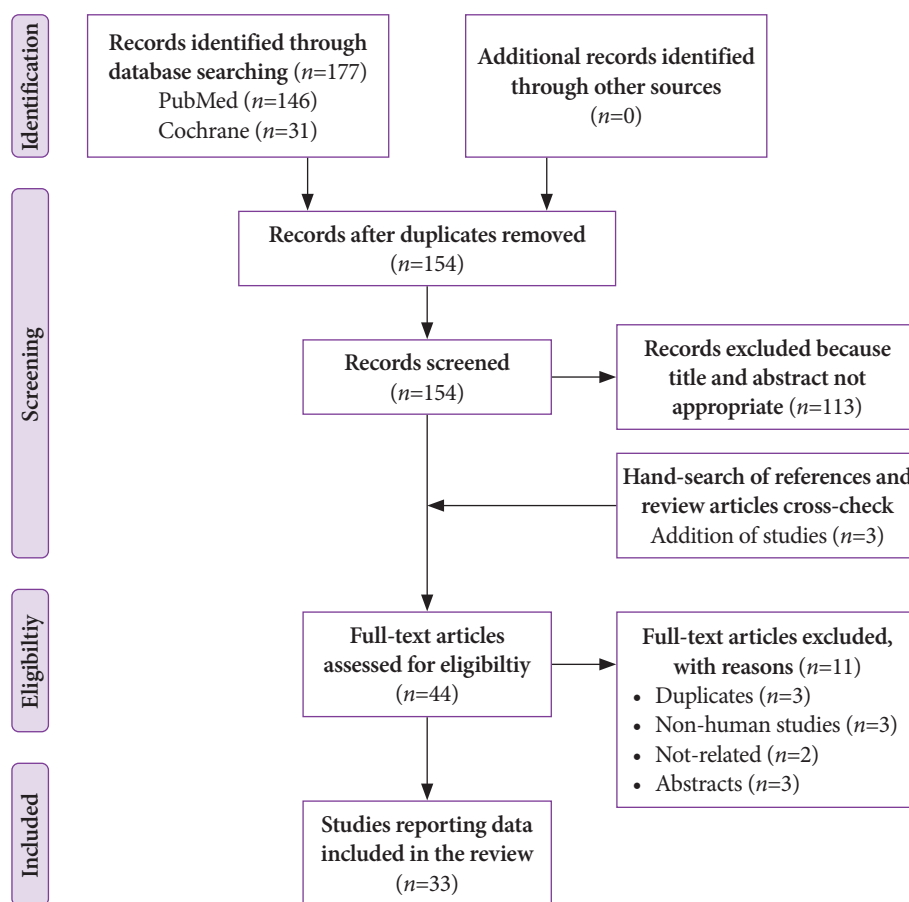 Identification
Records identified through
database searching (n=177)
PubMed (n=146)
Cochrane (n=31)
Additional records identified
through other sources
(n=0)
Screening
Records after duplicates removed
(n=154)
Records screened
(n=154)
Records excluded because
title and abstract not
appropriate (n=113)
Hand-search of references and
review articles cross-check
Addition of studies (n=3)
Eligibiltiy
Full-text articles
assessed for eligibiltiy
(n=44)
Full-text articles excluded,
with reasons (n=11)
• Duplicates (n=3)
• Non-human studies (n=3)
• Not-related (n=2)
• Abstracts (n=3)
Included
Studies reporting data
included in the review
(n=33)